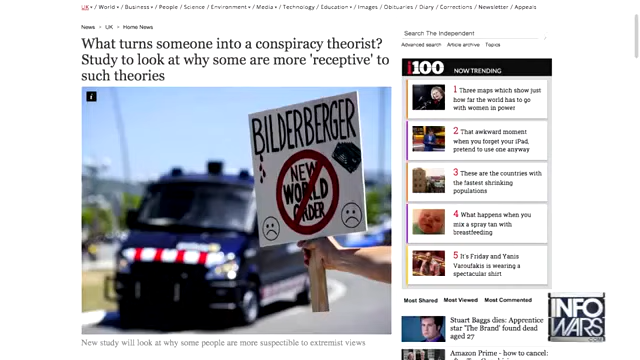 UK • / World • / Business • / People / Science / Environment • / Media • / Technology / Education • / Images / Obituaries / Diary / Corrections / Newsletter / Appeals
News › UK › Home News
What turns someone into a conspiracy theorist?
Study to look at why some are more 'receptive' to
such theories
i
BILDERBERGER
NEW
WORLD
ORDER
New study will look at why some people are more suspectible to extremist views
Search The Independent
Advanced search
Article archive
Topics
100 NOW TRENDING
1 Three maps which show just
how far the world has to go
with women in power
2 That awkward moment
when you forget your iPad,
pretend to use one anyway
3 These are the countries with
the fastest shrinking
populations
4 What happens when you
mix a spray tan with
breastfeeding
5 It's Friday and Yanis
Varoufakis is wearing a
spectacular shirt
Most Shared
Most Viewed
Most Commented
Stuart Baggs dies: Apprentice
star 'The Brand' found dead
aged 27
Amazon Prime - how to cancel:
INFO
WARS
.COM